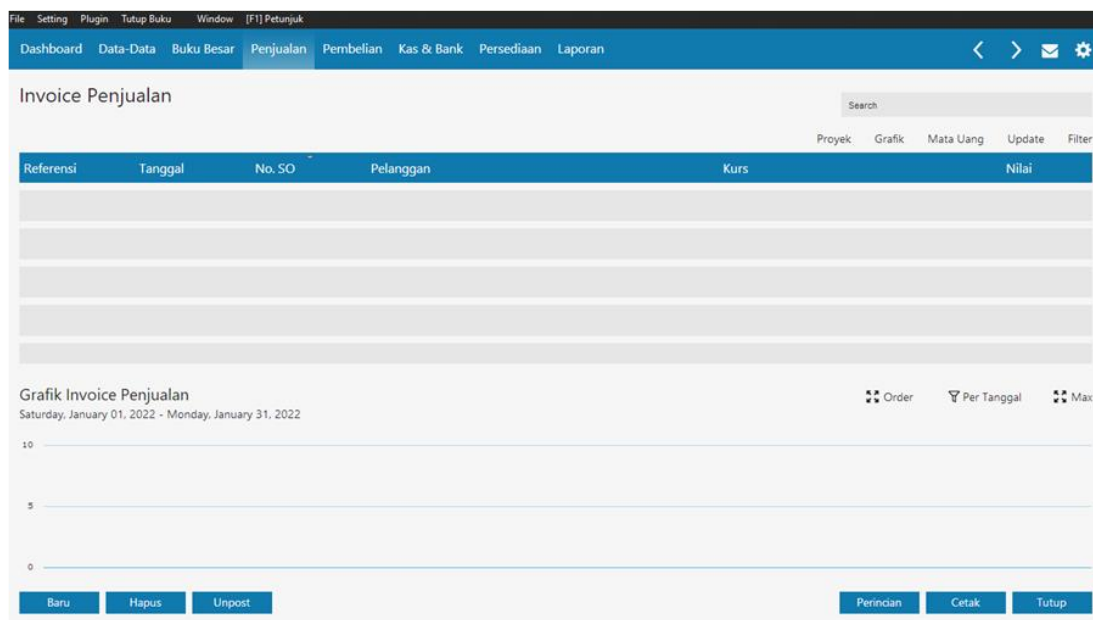 File Setting Plugin Tutup Buku Window [F1] Petunjuk
Dashboard Data-Data Buku Besar Penjualan Pembelian Kas & Bank Persediaan Laporan
Invoice Penjualan
Search
Proyek Grafik Mata Uang Update Filter
Referensi Tanggal No. SO Pelanggan Kurs Nilai
Grafik Invoice Penjualan
Order Per Tanggal Max
Saturday, January 01, 2022 - Monday, January 31, 2022
10
5
0
Baru Hapus Unpost Perincian Cetak Tutup